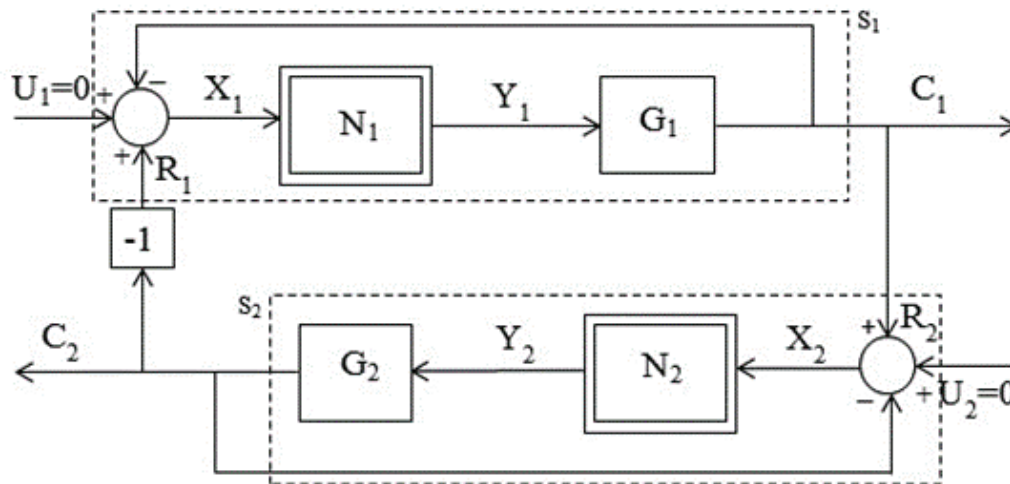 S₁
U₁=0
+
−
+
X₁
N₁
Y₁
G₁
C₁
R₁
-1
S₂
C₂
G₂
Y₂
N₂
X₂
+
R₂
−
+
U₂=0